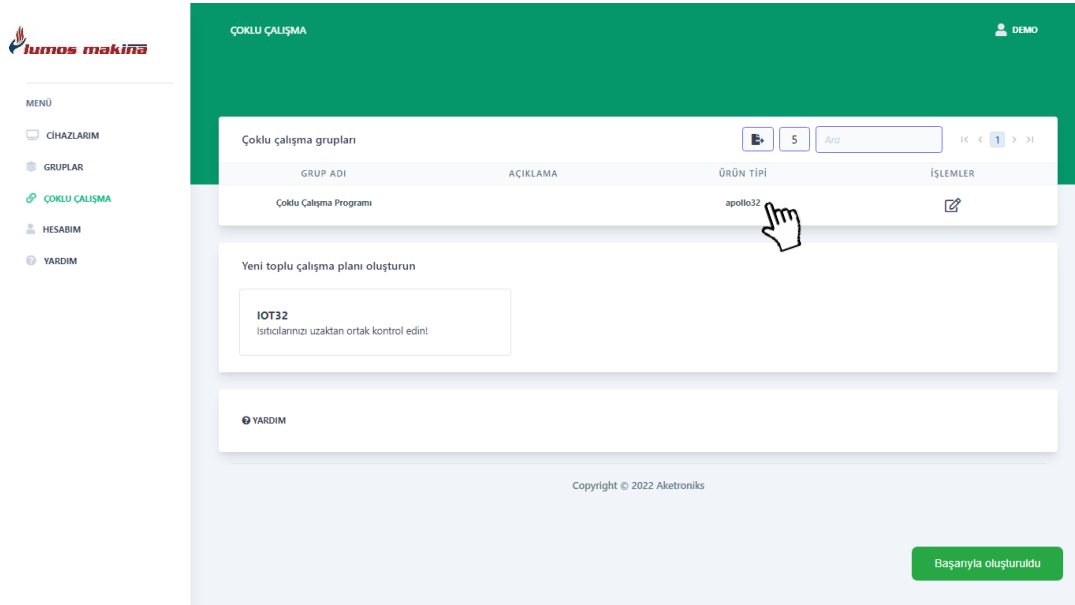 lumos makina
MENÜ
CİHAZLARIM
GRUPLAR
ÇOKLU ÇALIŞMA
HESABIM
YARDIM
ÇOKLU ÇALIŞMA
DEMO
Çoklu çalışma grupları
5
Ara
1
GRUP ADI AÇIKLAMA ÜRÜN TİPİ İŞLEMLER
Çoklu Çalışma Programı apollo32
Yeni toplu çalışma planı oluşturun
IOT32
Isıtıcılarınızı uzaktan ortak kontrol edin!
YARDIM
Copyright © 2022 Aketroniks
Başarıyla oluşturuldu